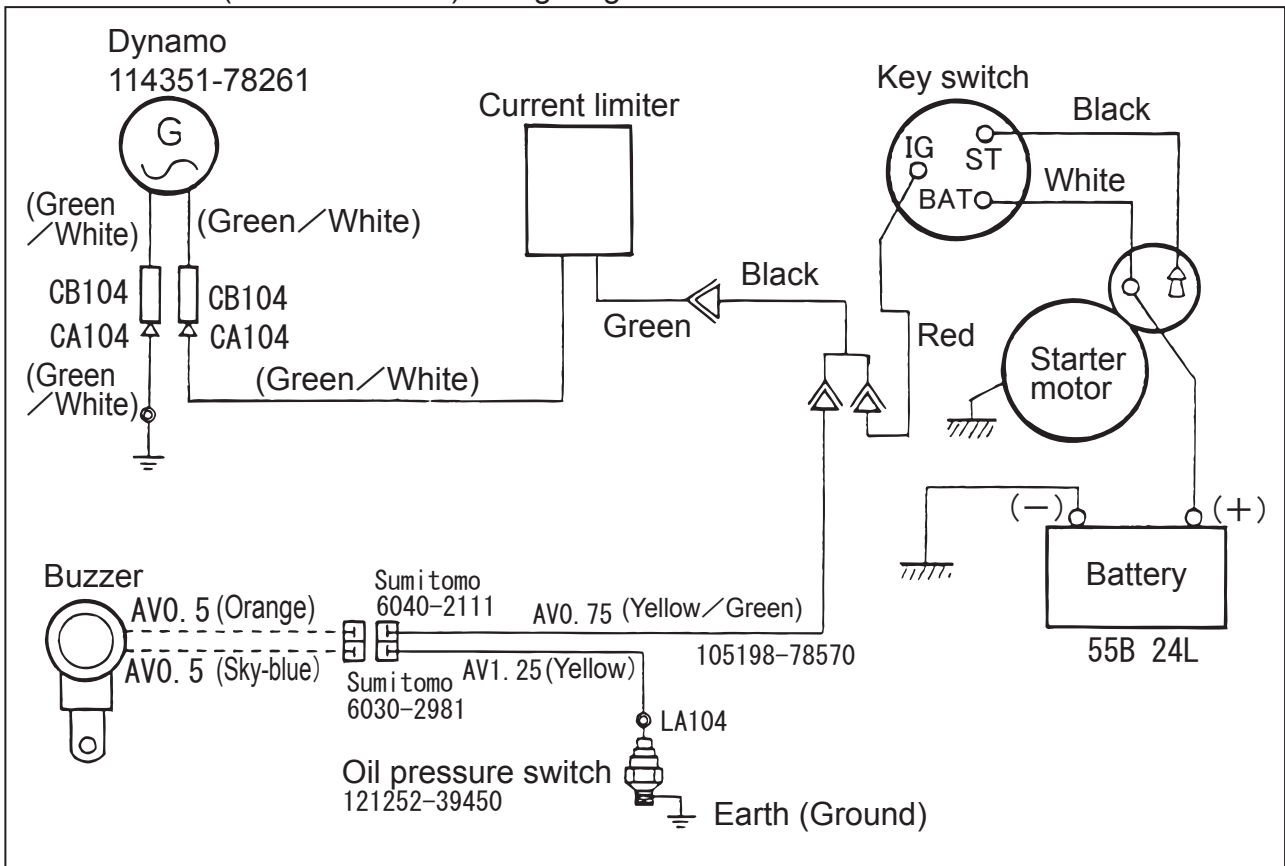 Dynamo
114351-78261
G
(Green
／White)
(Green／White)
CB104
CB104
CA104
CA104
(Green
／White)
(Green／White)
Current limiter
Green
Black
Key switch
IG
ST
BAT
Black
White
Red
Starter
motor
(−)
(+)
Battery
55B 24L
Buzzer
AV0. 5 (Orange)
AV0. 5 (Sky-blue)
Sumitomo
6040-2111
Sumitomo
6030-2981
AV0. 75 (Yellow／Green)
105198-78570
AV1. 25 (Yellow)
LA104
Oil pressure switch
121252-39450
Earth (Ground)